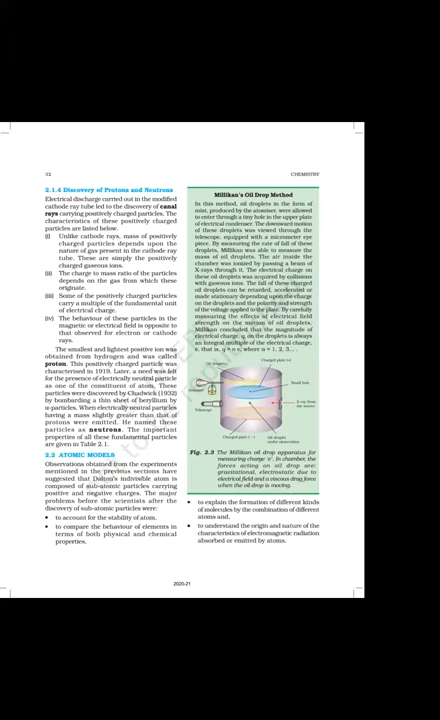 32
CHEMISTRY
2.1.4 Discovery of Protons and Neutrons
Electrical discharge carried out in the modified
cathode ray tube led to the discovery of canal
rays carrying positively charged particles. The
characteristics of these positively charged
particles are listed below.
(i) Unlike cathode rays, mass of positively
charged particles depends upon the
nature of gas present in the cathode ray
tube. These are simply the positively
charged gaseous ions.
(ii) The charge to mass ratio of the particles
depends on the gas from which these
originate.
(iii) Some of the positively charged particles
carry a multiple of the fundamental unit
of electrical charge.
(iv) The behaviour of these particles in the
magnetic or electrical field is opposite to
that observed for electron or cathode
rays.
The smallest and lightest positive ion was
obtained from hydrogen and was called
proton. This positively charged particle was
characterised in 1919. Later, a need was felt
for the presence of electrically neutral particle
as one of the constituent of atom. These
particles were discovered by Chadwick (1932)
by bombarding a thin sheet of beryllium by
α-particles. When electrically neutral particles
having a mass slightly greater than that of
protons were emitted. He named these
particles as neutrons. The important
properties of all these fundamental particles
are given in Table 2.1.
2.2 ATOMIC MODELS
Observations obtained from the experiments
mentioned in the previous sections have
suggested that Dalton's indivisible atom is
composed of sub-atomic particles carrying
positive and negative charges. The major
problems before the scientists after the
discovery of sub-atomic particles were:
• to account for the stability of atom,
• to compare the behaviour of elements in
terms of both physical and chemical
properties,
Millikan's Oil Drop Method
In this method, oil droplets in the form of
mist, produced by the atomiser, were allowed
to enter through a tiny hole in the upper plate
of electrical condenser. The downward motion
of these droplets was viewed through the
telescope, equipped with a micrometer eye
piece. By measuring the rate of fall of these
droplets, Millikan was able to measure the
mass of oil droplets. The air inside the
chamber was ionized by passing a beam of
X-rays through it. The electrical charge on
these oil droplets was acquired by collisions
with gaseous ions. The fall of these charged
oil droplets can be retarded, accelerated or
made stationary depending upon the charge
on the droplets and the polarity and strength
of the voltage applied to the plate. By carefully
measuring the effects of electrical field
strength on the motion of oil droplets,
Millikan concluded that the magnitude of
electrical charge, q, on the droplets is always
an integral multiple of the electrical charge,
e, that is, q = n e, where n = 1, 2, 3... .
Oil droplets
Charged plate (+)
Small hole
Atomizer
X-ray from
the source
Telescope
Charged plate (−)
Oil droplet
under observation
Fig. 2.3 The Millikan oil drop apparatus for
measuring charge 'e'. In chamber, the
forces acting on oil drop are:
gravitational, electrostatic due to
electrical field and a viscous drag force
when the oil drop is moving.
• to explain the formation of different kinds
of molecules by the combination of different
atoms and,
• to understand the origin and nature of the
characteristics of electromagnetic radiation
absorbed or emitted by atoms.
2020-21